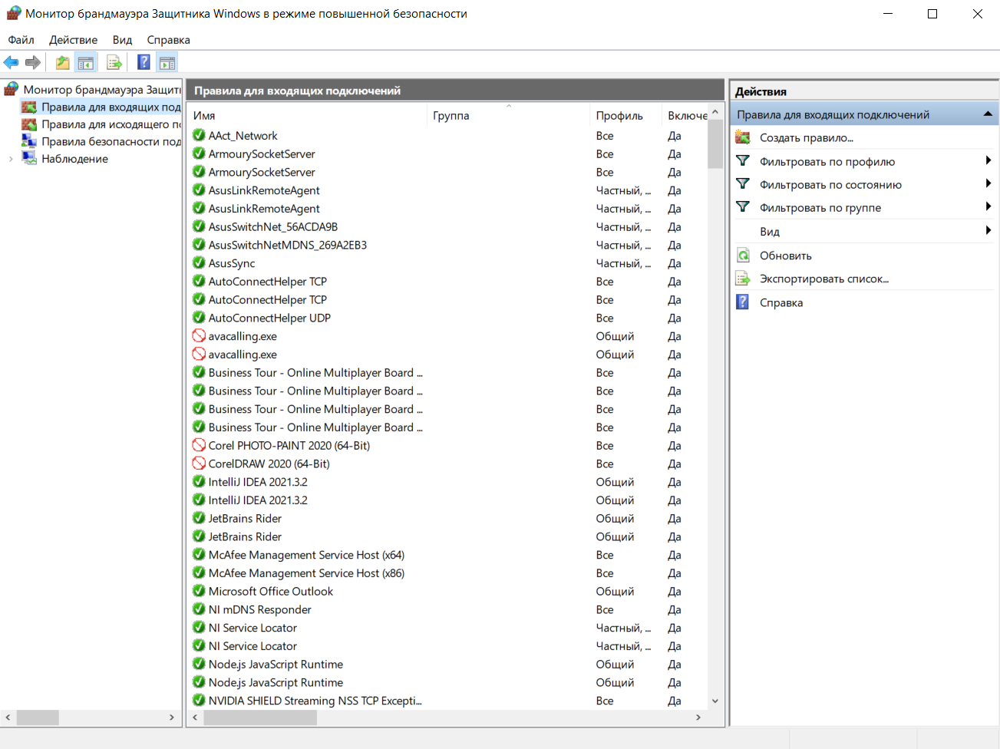 Монитор брандмауэра Защитника Windows в режиме повышенной безопасности
Файл Действие Вид Справка
Монитор брандмауэра Защит
Правила для входящих под
Правила для исходящего п
Правила безопасности под
Наблюдение
Правила для входящих подключений
Имя Группа Профиль Включе
AAct_Network Все Да
ArmourySocketServer Все Да
ArmourySocketServer Все Да
AsusLinkRemoteAgent Частный, ... Да
AsusLinkRemoteAgent Частный, ... Да
AsusSwitchNet_56ACDA9B Частный, ... Да
AsusSwitchNetMDNS_269A2EB3 Частный, ... Да
AsusSync Частный, ... Да
AutoConnectHelper TCP Все Да
AutoConnectHelper TCP Все Да
AutoConnectHelper UDP Все Да
avacalling.exe Общий Да
avacalling.exe Общий Да
Business Tour - Online Multiplayer Board ... Все Да
Business Tour - Online Multiplayer Board ... Все Да
Business Tour - Online Multiplayer Board ... Все Да
Business Tour - Online Multiplayer Board ... Все Да
Corel PHOTO-PAINT 2020 (64-Bit) Все Да
CorelDRAW 2020 (64-Bit) Все Да
IntelliJ IDEA 2021.3.2 Общий Да
IntelliJ IDEA 2021.3.2 Общий Да
JetBrains Rider Общий Да
JetBrains Rider Общий Да
McAfee Management Service Host (x64) Все Да
McAfee Management Service Host (x86) Все Да
Microsoft Office Outlook Общий Да
NI mDNS Responder Все Да
NI Service Locator Частный, ... Да
NI Service Locator Частный, ... Да
Node.js JavaScript Runtime Общий Да
Node.js JavaScript Runtime Общий Да
NVIDIA SHIELD Streaming NSS TCP Excepti... Все Да
Действия
Правила для входящих подключений
Создать правило...
Фильтровать по профилю
Фильтровать по состоянию
Фильтровать по группе
Вид
Обновить
Экспортировать список...
Справка